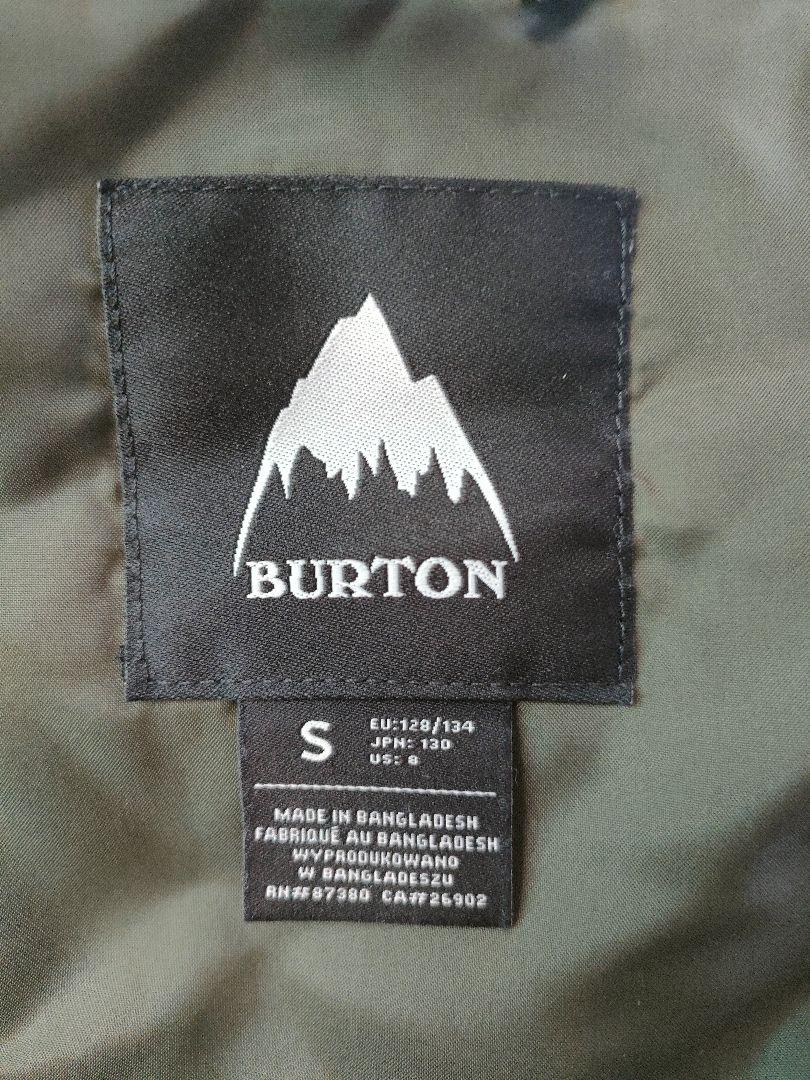 BURTON
S
EU:128/134
JPN: 130
US: 8
MADE IN BANGLADESH
FABRIQUÉ AU BANGLADESH
WYPRODUKOWANO
W BANGLADESZU
RN#87380 CA#26902